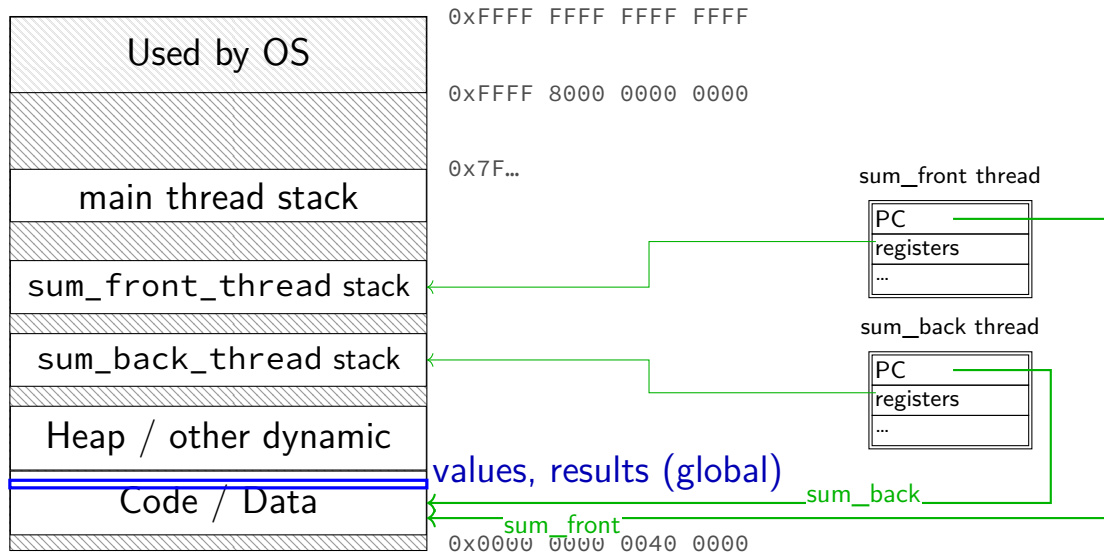 0xFFFF FFFF FFFF FFFF
Used by OS
0xFFFF 8000 0000 0000
0x7F…
main thread stack
sum_front thread
PC
registers
…
sum_front_thread stack
sum_back thread
sum_back_thread stack
PC
registers
…
Heap / other dynamic
values, results (global)
Code / Data
sum_back
sum_front
0x0000 0000 0040 0000